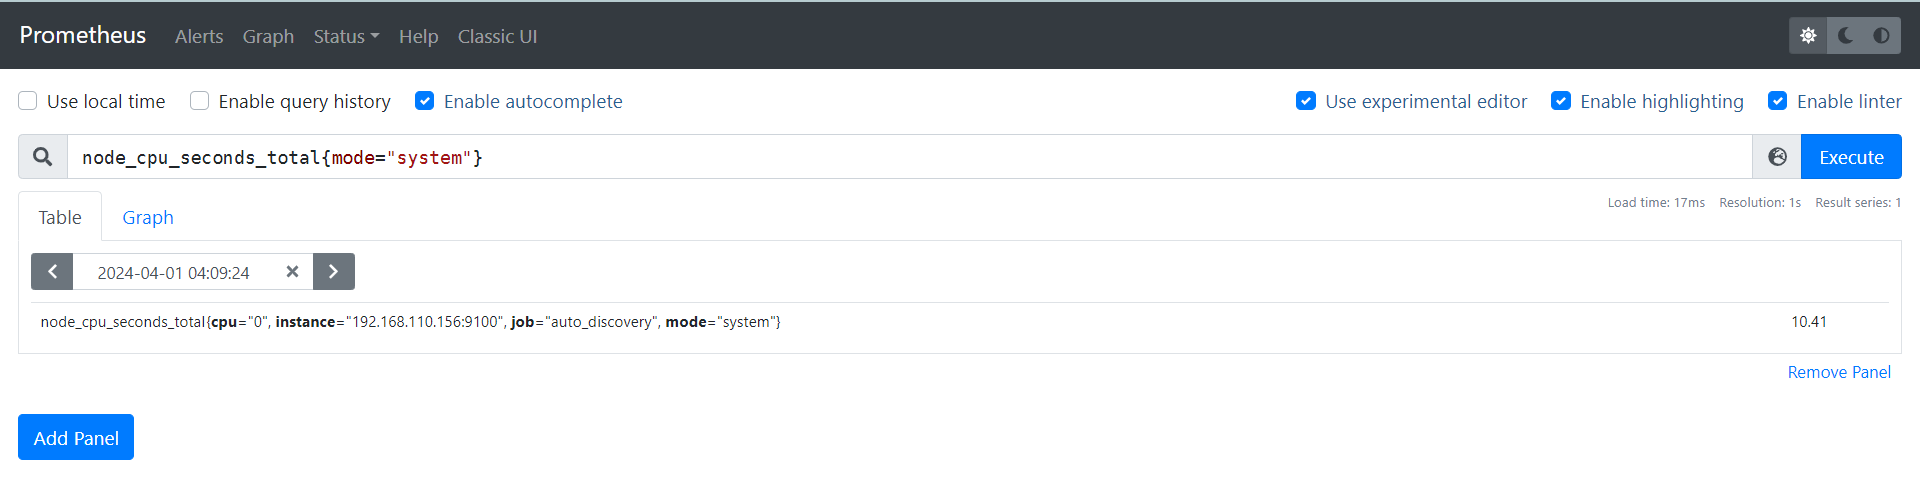 Prometheus Alerts Graph Status Help Classic UI
Use local time Enable query history Enable autocomplete Use experimental editor Enable highlighting Enable linter
node_cpu_seconds_total{mode="system"} Execute
Table Graph Load time: 17ms Resolution: 1s Result series: 1
2024-04-01 04:09:24
node_cpu_seconds_total{cpu="0", instance="192.168.110.156:9100", job="auto_discovery", mode="system"} 10.41
Remove Panel
Add Panel